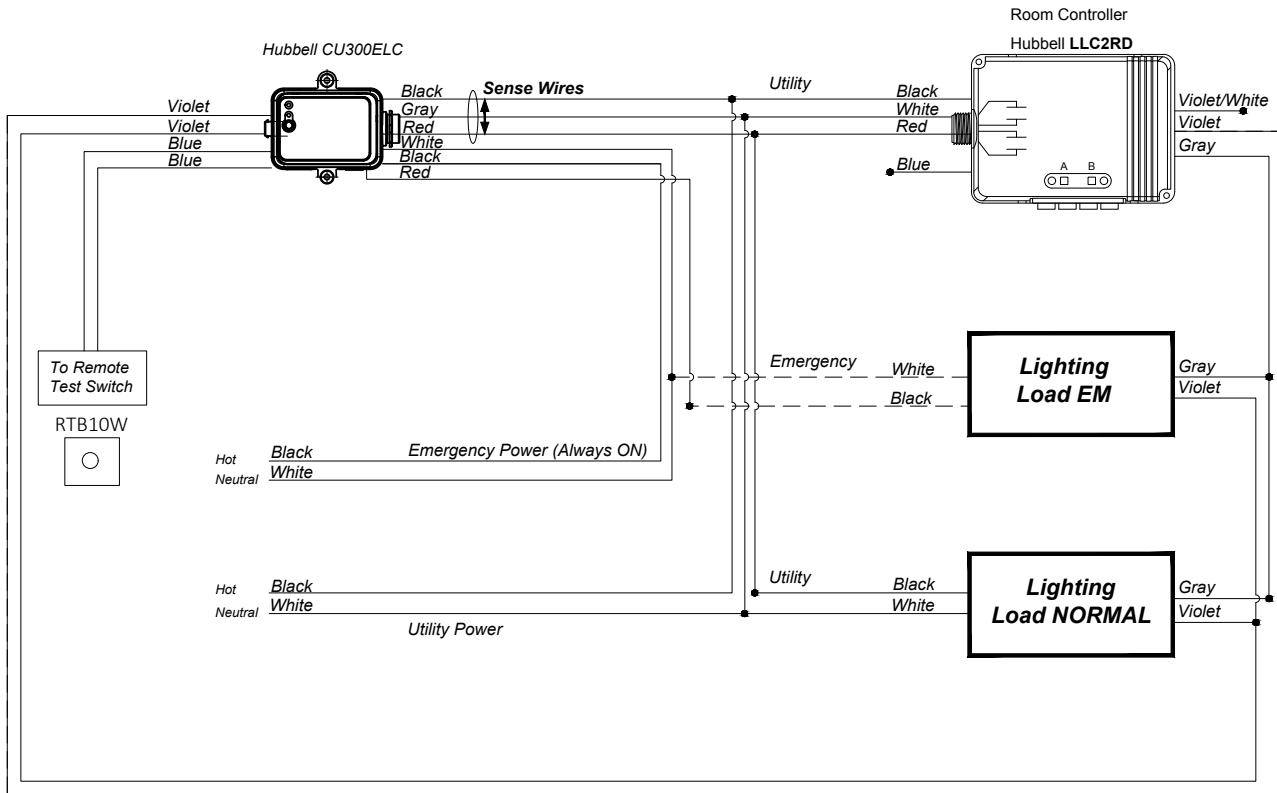 Room Controller
Hubbell LLC2RD
Hubbell CU300ELC
Violet
Violet
Blue
Blue
Black
Gray
Red
White
Black
Red
Sense Wires
Utility
Black
White
Red
Blue
A B
Violet/White
Violet
Gray
To Remote
Test Switch
RTB10W
Emergency
White
Black
Lighting
Load EM
Gray
Violet
Hot Black Emergency Power (Always ON)
Neutral White
Hot Black
Neutral White
Utility Power
Utility
Black
White
Lighting
Load NORMAL
Gray
Violet